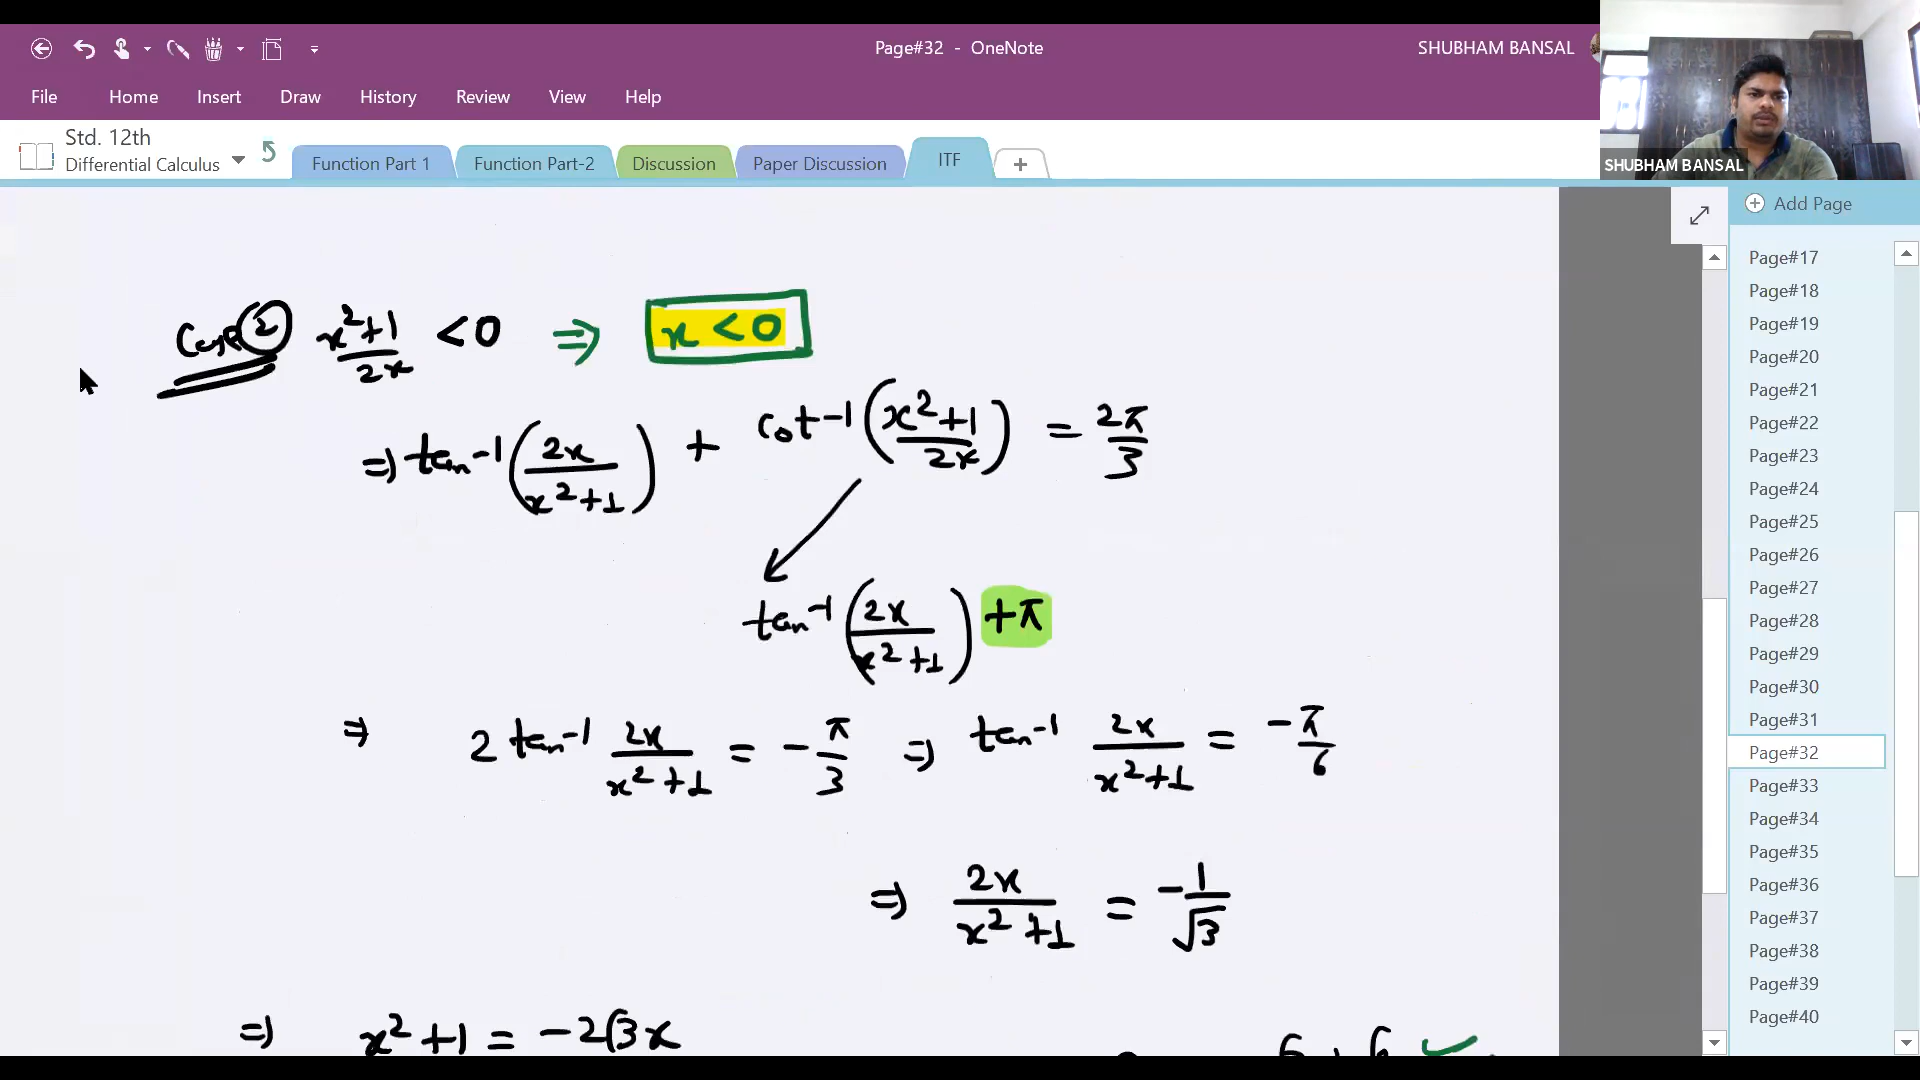 Page#32 - OneNote
SHUBHAM BANSAL
File Home Insert Draw History Review View Help
SHUBHAM BANSAL
Std. 12th
Differential Calculus
Function Part 1
Function Part-2
Discussion
Paper Discussion
ITF
+
Add Page
Page#17
Page#18
Page#19
Page#20
Page#21
Page#22
Page#23
Page#24
Page#25
Page#26
Page#27
Page#28
Page#29
Page#30
Page#31
Page#32
Page#33
Page#34
Page#35
Page#36
Page#37
Page#38
Page#39
Page#40
Case ② (x²+1)/(2x) < 0 ⇒ x < 0
⇒ tan⁻¹(2x/(x²+1)) + cot⁻¹((x²+1)/(2x)) = 2π/3
tan⁻¹(2x/(x²+1)) + π
⇒ 2 tan⁻¹ 2x/(x²+1) = -π/3 ⇒ tan⁻¹ 2x/(x²+1) = -π/6
⇒ 2x/(x²+1) = -1/√3
⇒ x²+1 = -2√3x